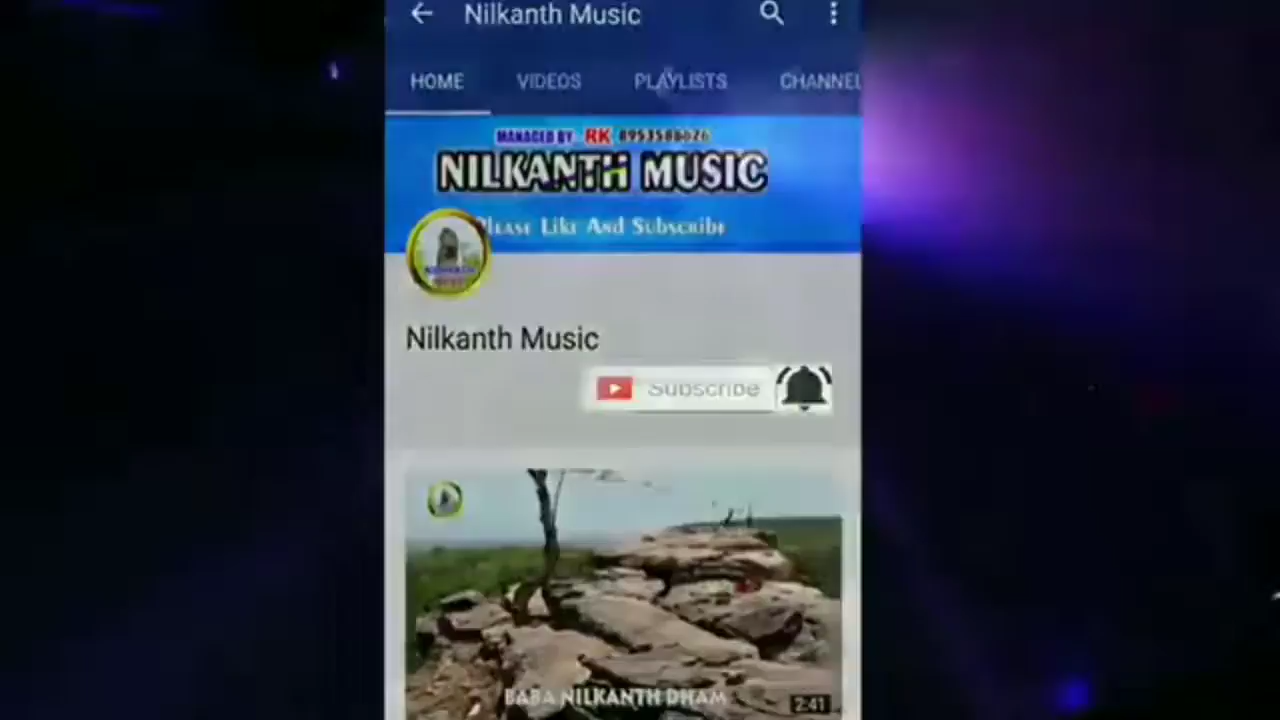 Nilkanth Music
HOME VIDEOS PLAYLISTS CHANNEL
MANAGED BY - RK 8953586626
NILKANTH MUSIC
Please Like And Subscribe
Nilkanth Music
Subscribe
BABA NILKANTH DHAM
2:41